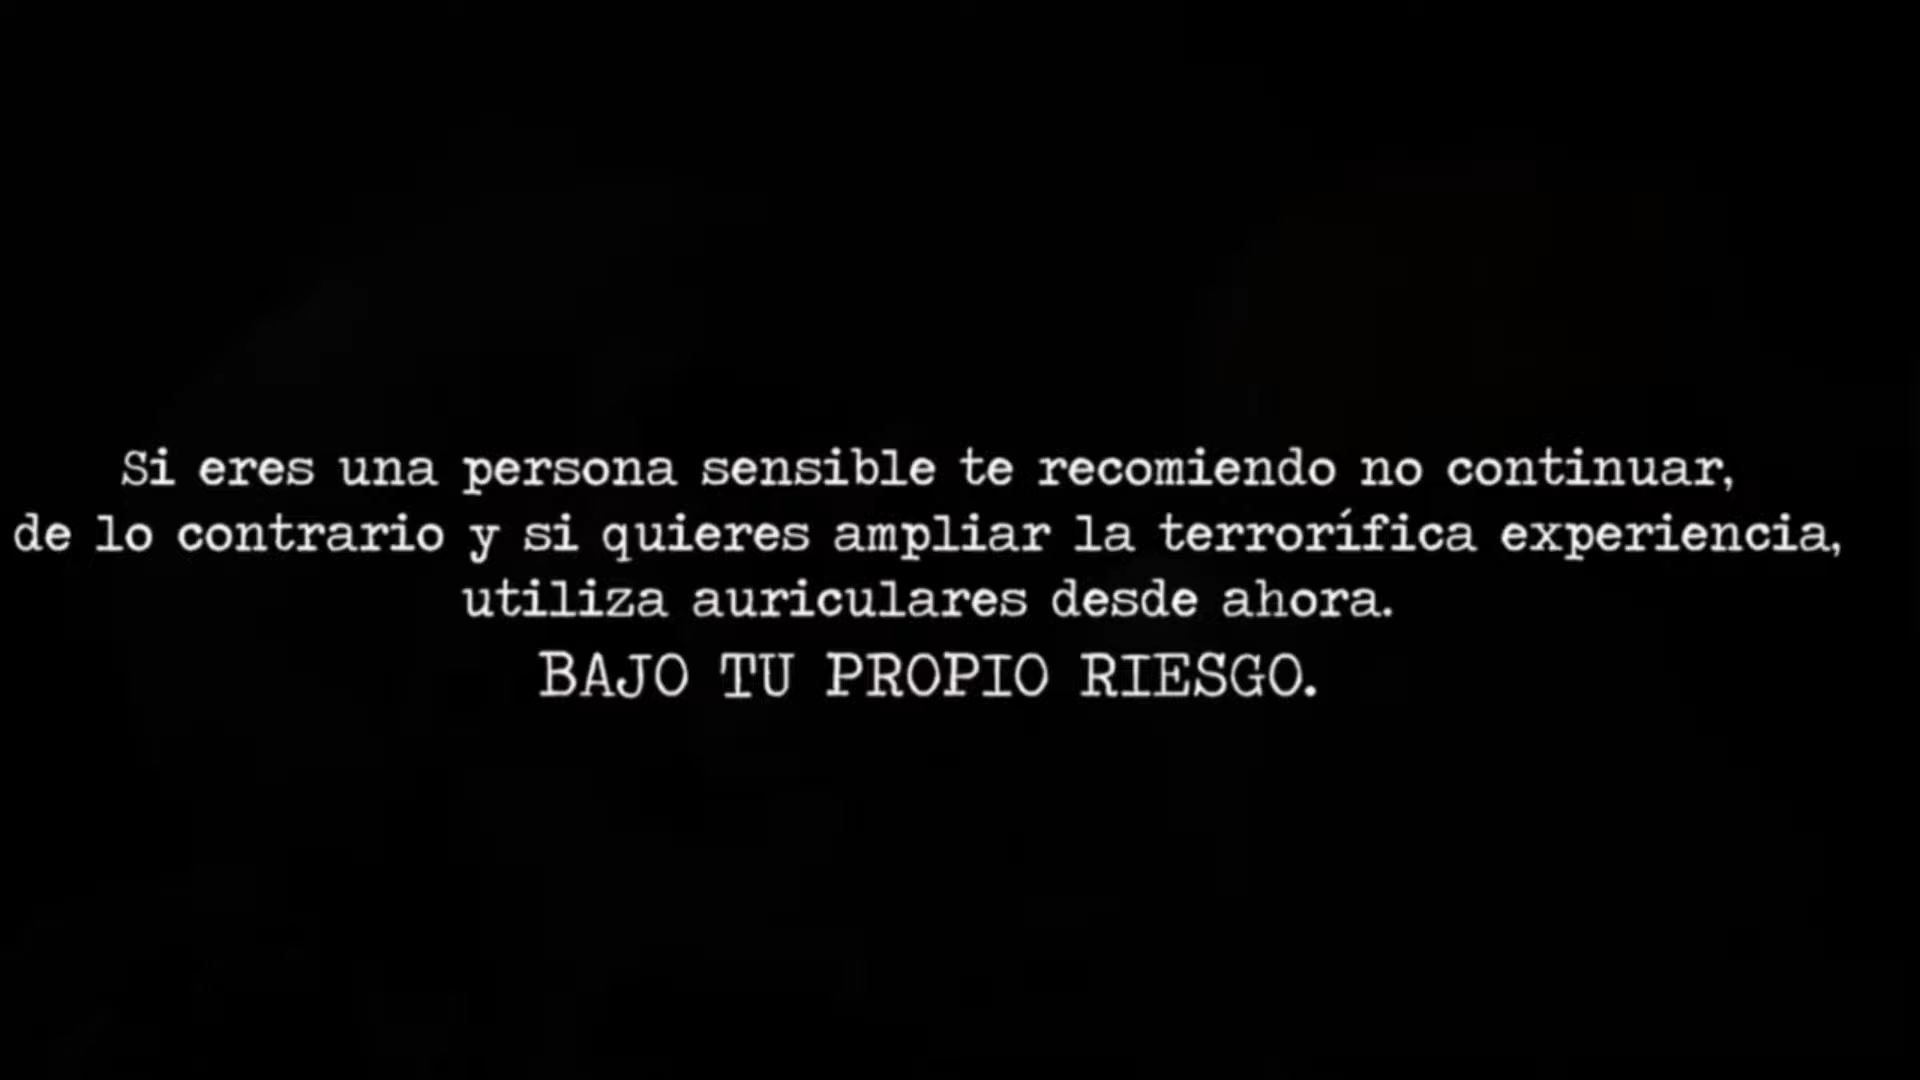 Si eres una persona sensible te recomiendo no continuar,
de lo contrario y si quieres ampliar la terrorífica experiencia,
utiliza auriculares desde ahora.
BAJO TU PROPIO RIESGO.